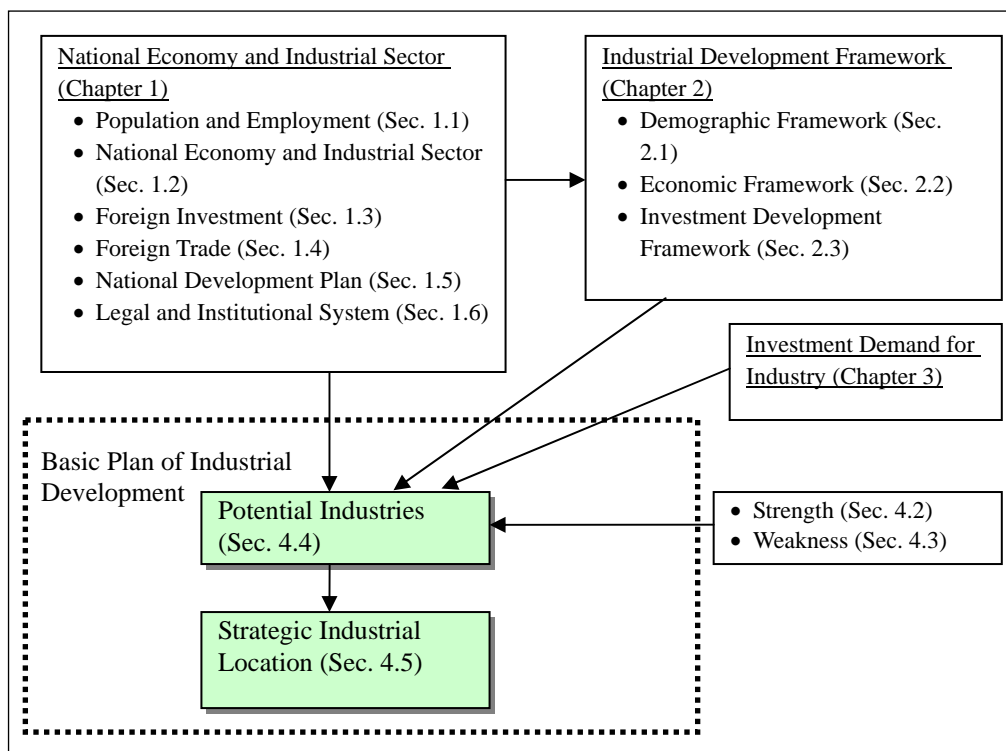 National Economy and Industrial Sector
(Chapter 1)
• Population and Employment (Sec. 1.1)
• National Economy and Industrial Sector
(Sec. 1.2)
• Foreign Investment (Sec. 1.3)
• Foreign Trade (Sec. 1.4)
• National Development Plan (Sec. 1.5)
• Legal and Institutional System (Sec. 1.6)
Industrial Development Framework
(Chapter 2)
• Demographic Framework (Sec.
2.1)
• Economic Framework (Sec. 2.2)
• Investment Development
Framework (Sec. 2.3)
Investment Demand for
Industry (Chapter 3)
Basic Plan of Industrial
Development
Potential Industries
(Sec. 4.4)
• Strength (Sec. 4.2)
• Weakness (Sec. 4.3)
Strategic Industrial
Location (Sec. 4.5)